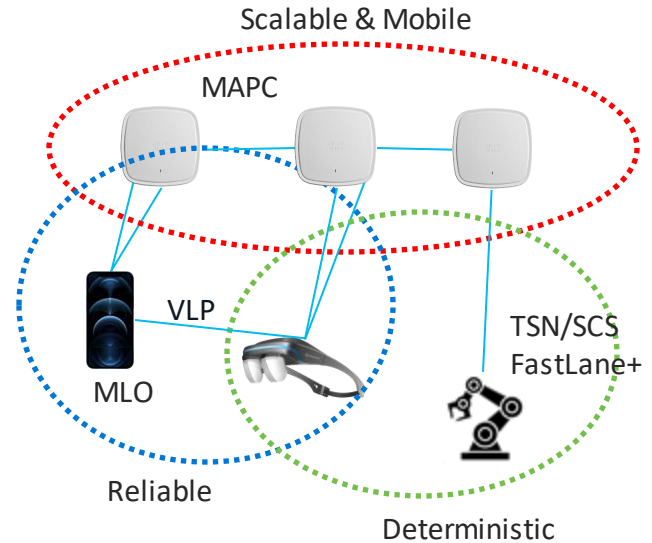 Scalable & Mobile
MAPC
VLP
TSN/SCS
FastLane+
MLO
Reliable
Deterministic